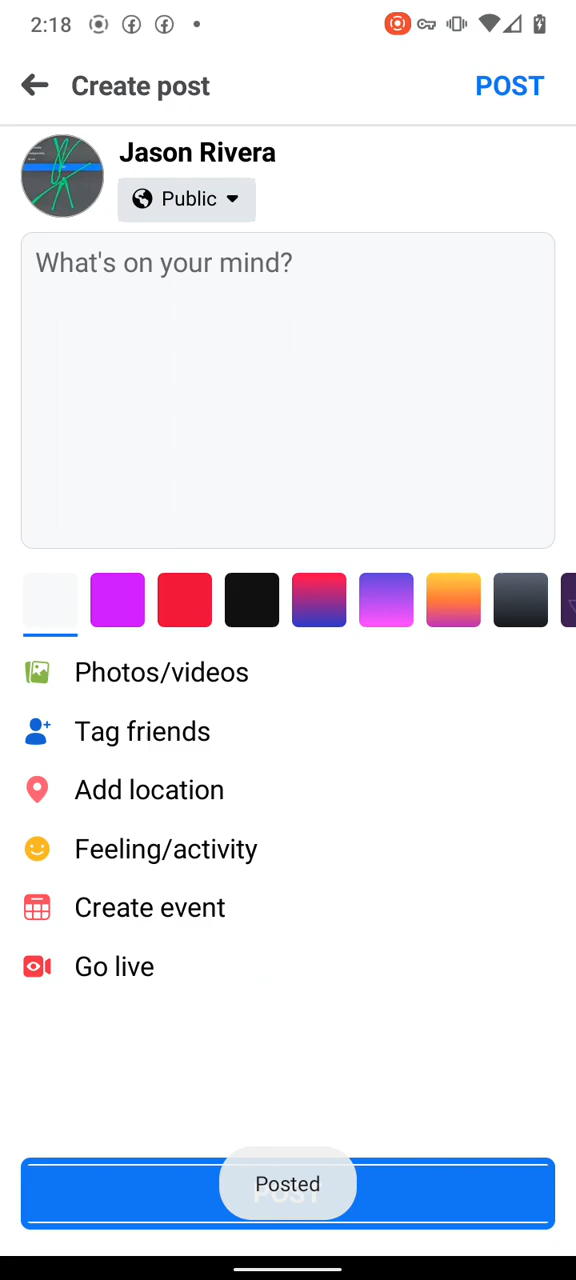 2:18
Create post
POST
Jason Rivera
Public
What's on your mind?
Photos/videos
Tag friends
Add location
Feeling/activity
Create event
Go live
POST
Posted